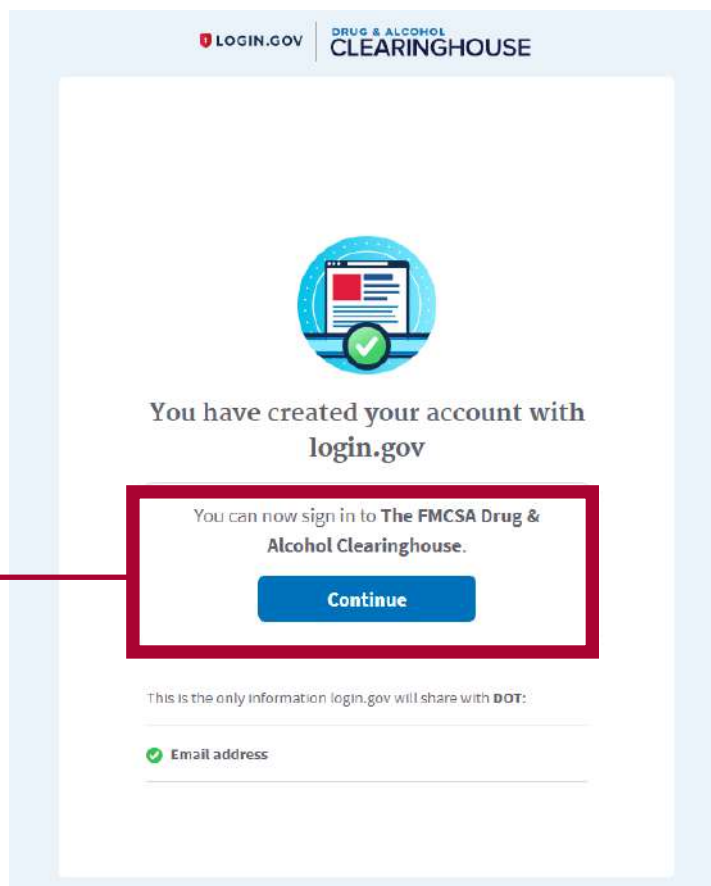 LOGIN.GOV
DRUG & ALCOHOL
CLEARINGHOUSE
You have created your account with
login.gov
You can now sign in to The FMCSA Drug &
Alcohol Clearinghouse.
Continue
This is the only information login.gov will share with DOT:
Email address